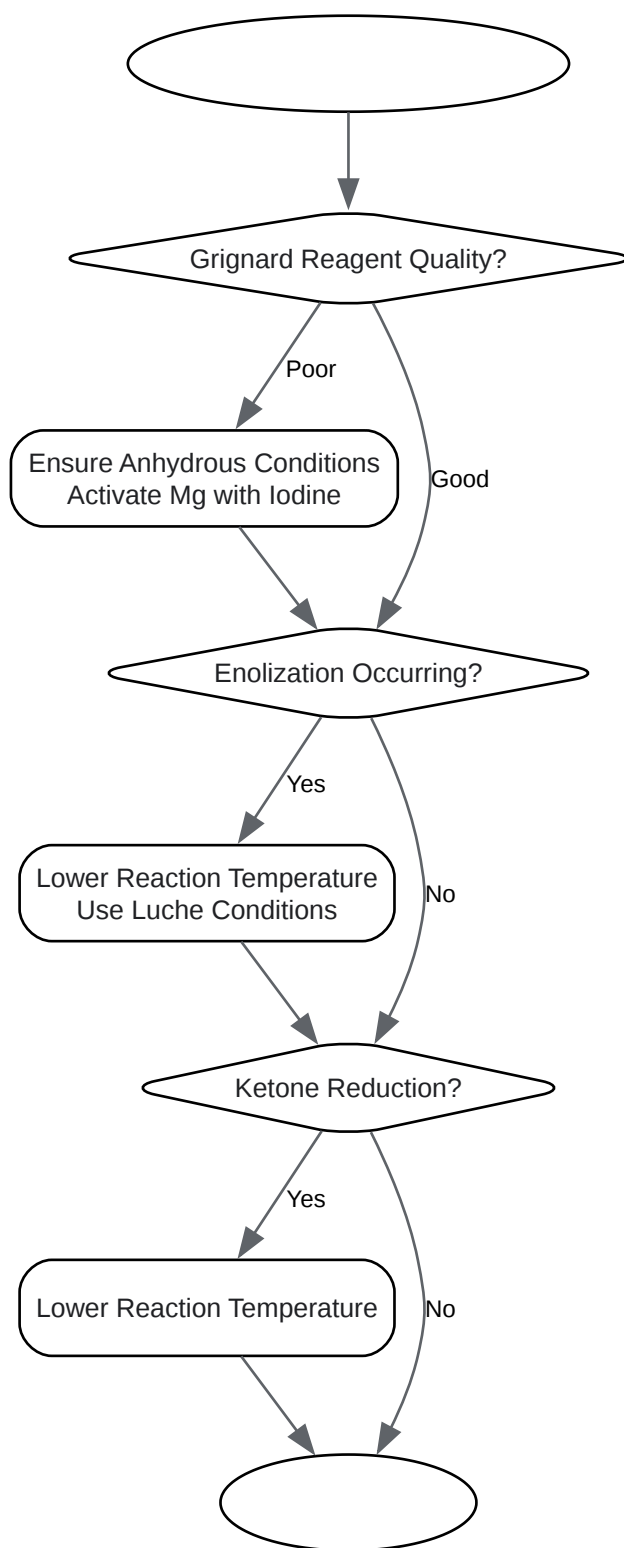 Grignard Reagent Quality?
Poor
Ensure Anhydrous Conditions
Activate Mg with Iodine
Good
Enolization Occurring?
Yes
Lower Reaction Temperature
Use Luche Conditions
No
Ketone Reduction?
Yes
Lower Reaction Temperature
No